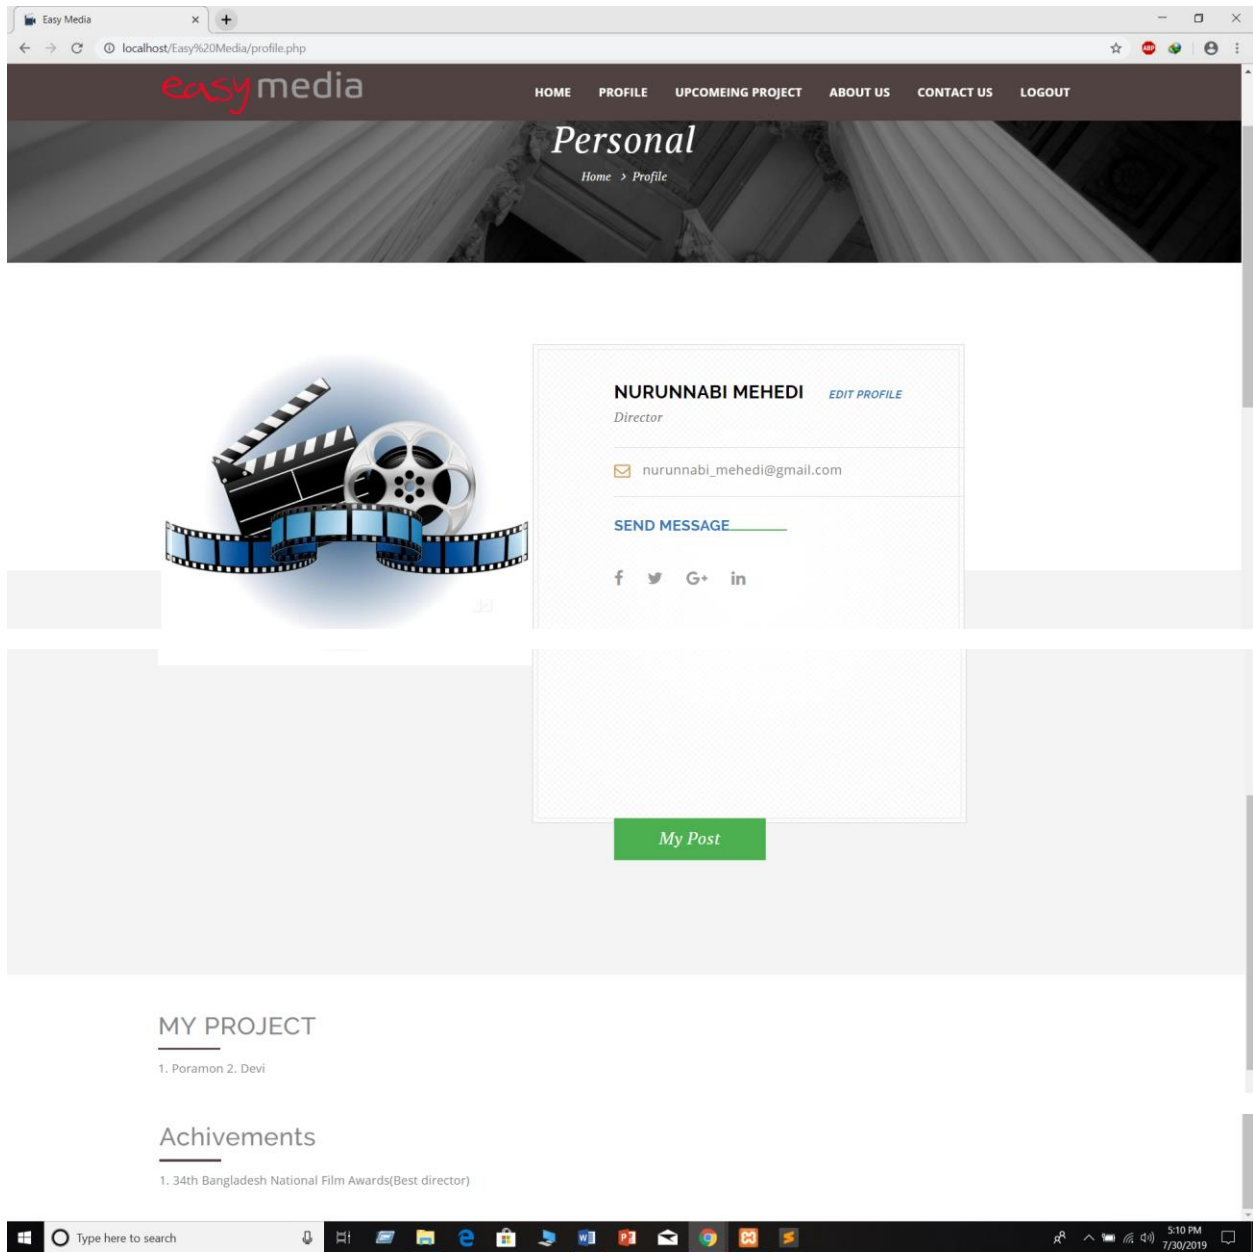 Easy Media
localhost/Easy%20Media/profile.php
ABP
easymedia
HOME PROFILE UPCOMEING PROJECT ABOUT US CONTACT US LOGOUT
Personal
Home > Profile
NURUNNABI MEHEDI EDIT PROFILE
Director
nurunnabi_mehedi@gmail.com
SEND MESSAGE
f G+ in
My Post
MY PROJECT
1. Poramon 2. Devi
Achivements
1. 34th Bangladesh National Film Awards(Best director)
Type here to search
5:10 PM
7/30/2019